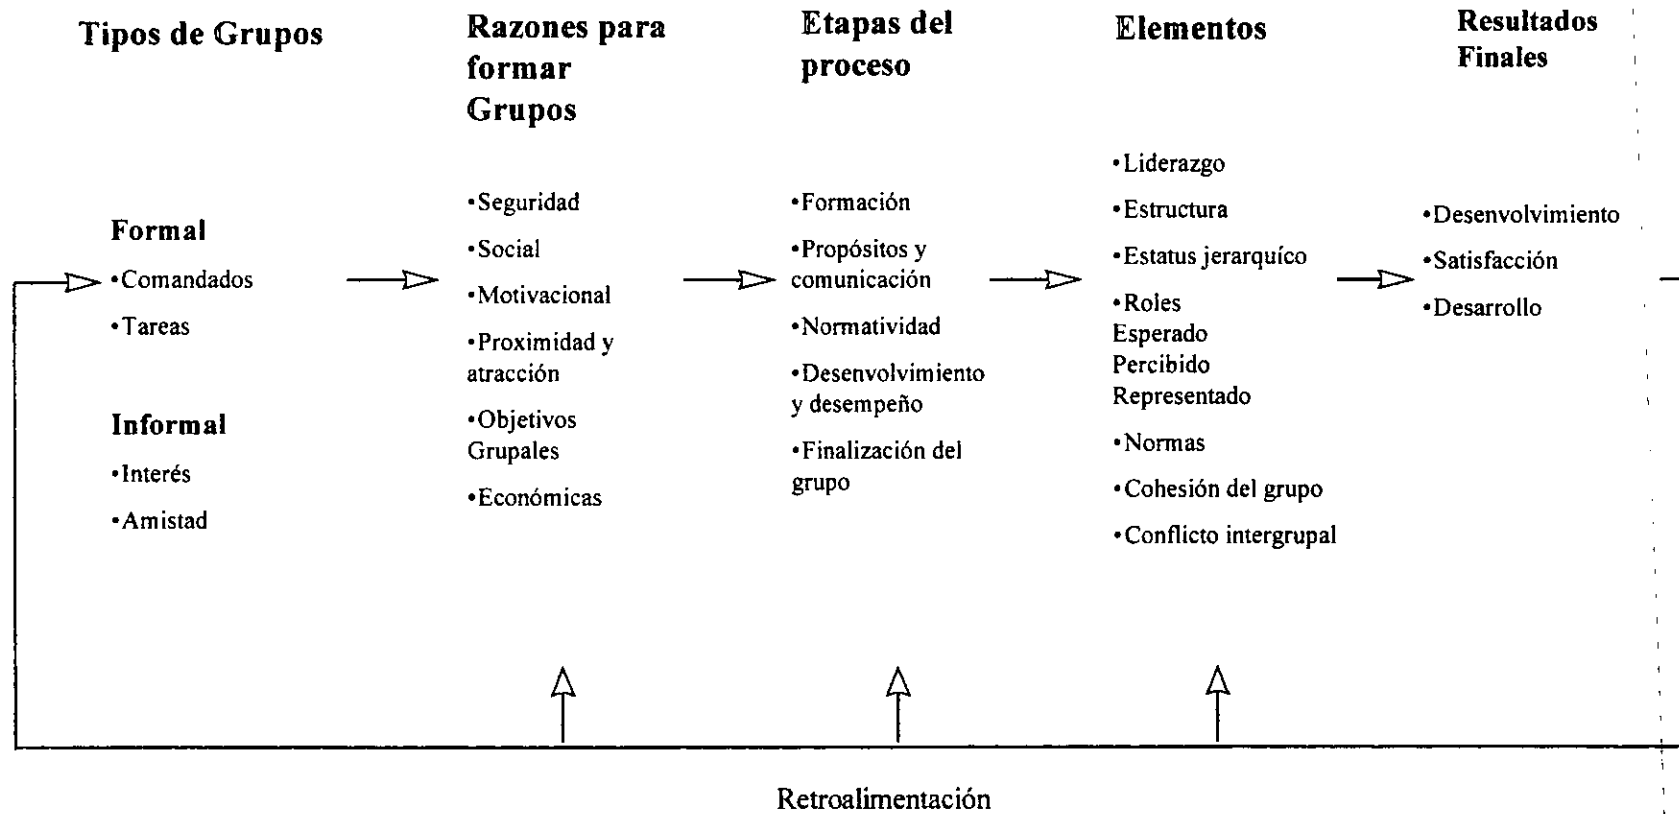 Tipos de Grupos
Formal
•Comandados
•Tareas
Informal
•Interés
•Amistad
Razones para
formar
Grupos
•Seguridad
•Social
•Motivacional
•Proximidad y
atracción
•Objetivos
Grupales
•Económicas
Etapas del
proceso
•Formación
•Propósitos y
comunicación
•Normatividad
•Desenvolvimiento
y desempeño
•Finalización del
grupo
Elementos
•Liderazgo
•Estructura
•Estatus jerarquíco
•Roles
Esperado
Percibido
Representado
•Normas
•Cohesión del grupo
•Conflicto intergrupal
Resultados
Finales
•Desenvolvimiento
•Satisfacción
•Desarrollo
Retroalimentación